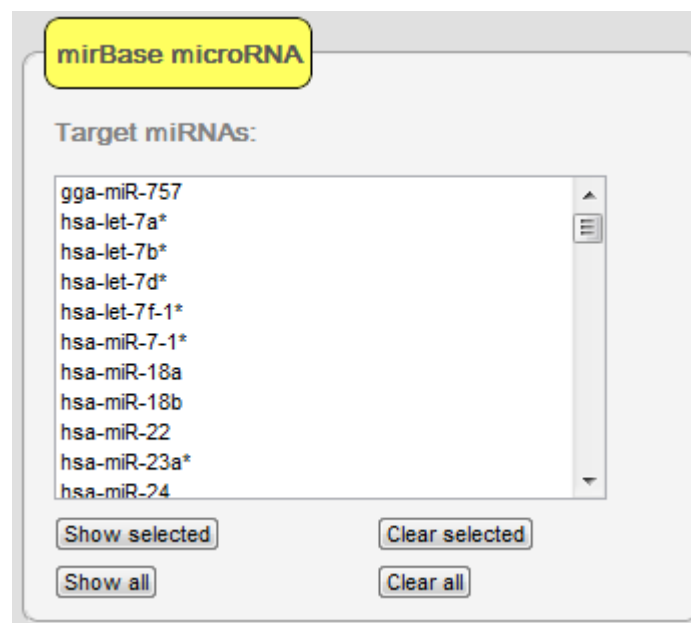 mirBase microRNA
Target miRNAs:
gga-miR-757
hsa-let-7a*
hsa-let-7b*
hsa-let-7d*
hsa-let-7f-1*
hsa-miR-7-1*
hsa-miR-18a
hsa-miR-18b
hsa-miR-22
hsa-miR-23a*
hsa-miR-24
Show selected Clear selected
Show all Clear all